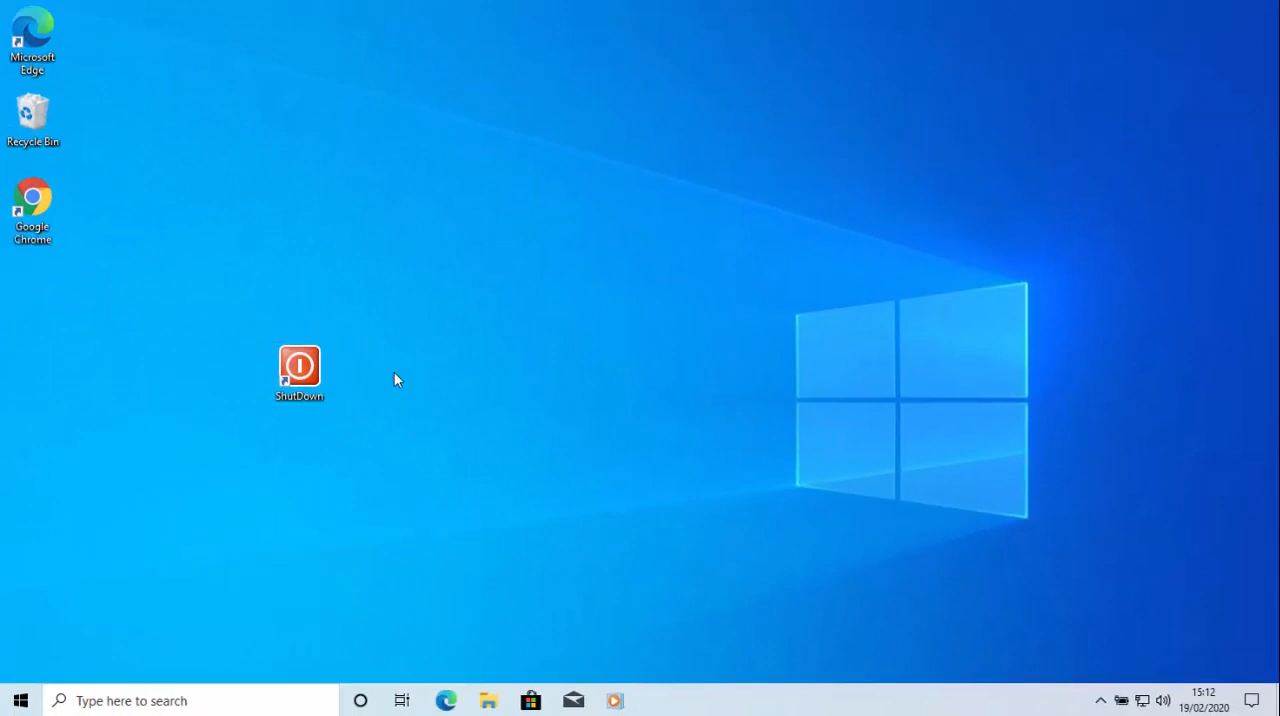 Microsoft
Edge
Recycle Bin
Google
Chrome
ShutDown
Type here to search
15:12
19/02/2020